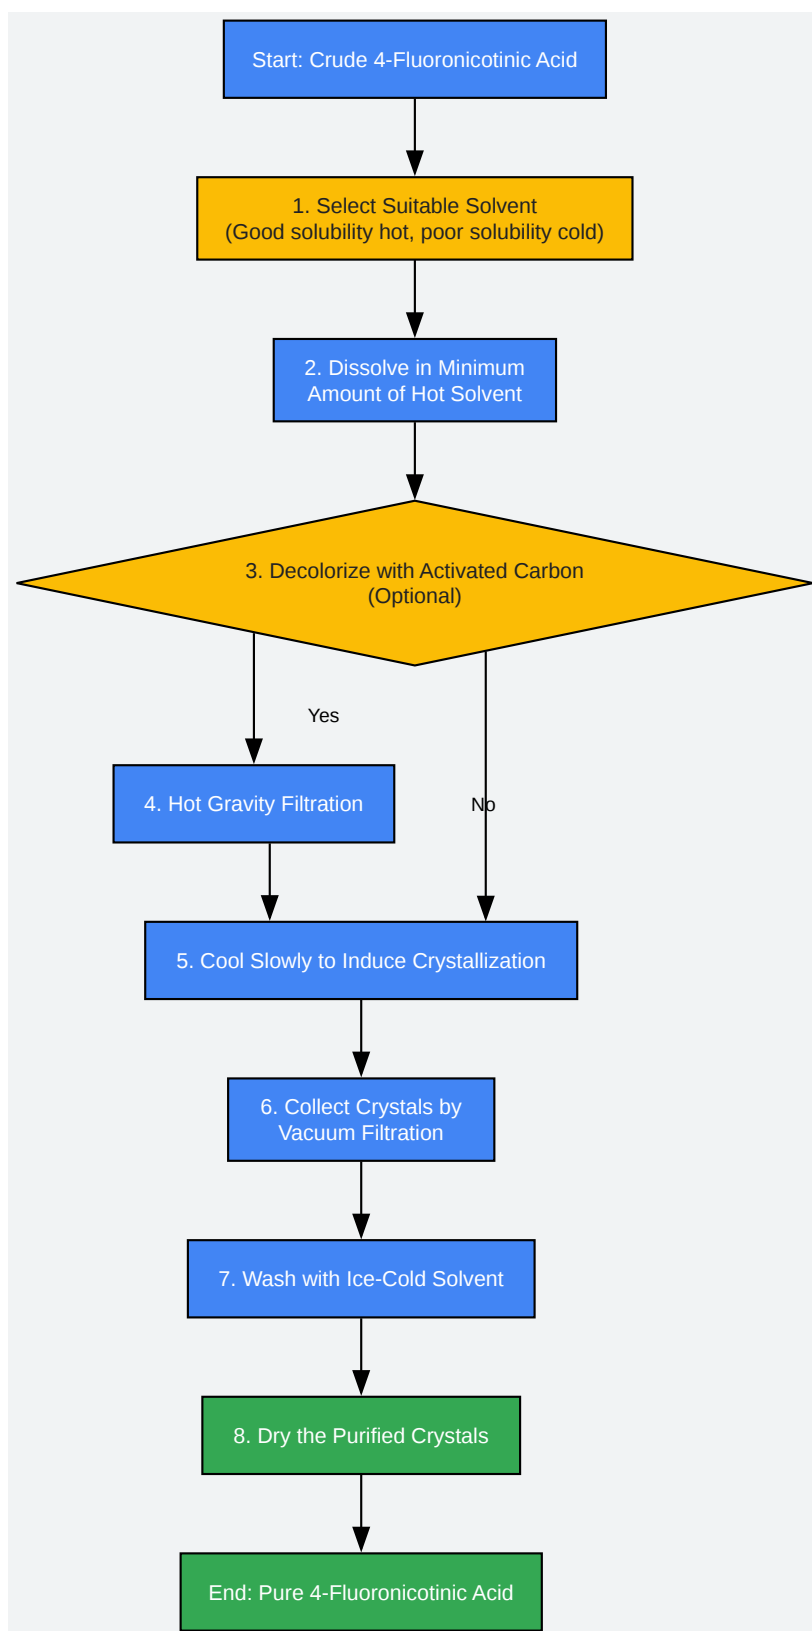 Start: Crude 4-Fluoronicotinic Acid
1. Select Suitable Solvent
(Good solubility hot, poor solubility cold)
2. Dissolve in Minimum
Amount of Hot Solvent
3. Decolorize with Activated Carbon
(Optional)
Yes
4. Hot Gravity Filtration
No
5. Cool Slowly to Induce Crystallization
6. Collect Crystals by
Vacuum Filtration
7. Wash with Ice-Cold Solvent
8. Dry the Purified Crystals
End: Pure 4-Fluoronicotinic Acid